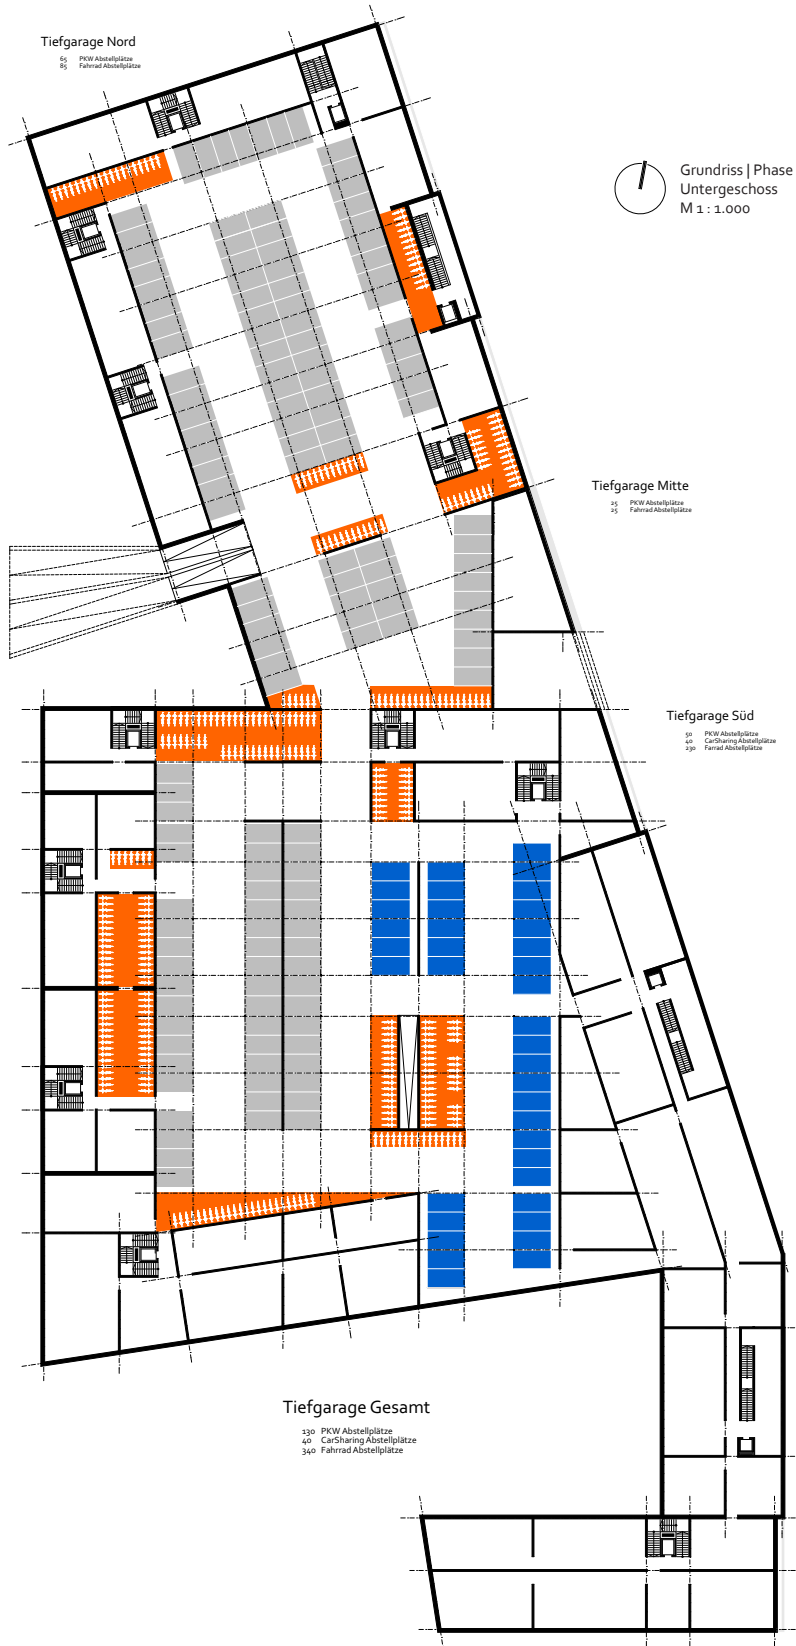 Tiefgarage Nord
65 PKW Abstellplätze
85 Fahrrad Abstellplätze
Grundriss | Phase
Untergeschoss
M 1 : 1.000
Tiefgarage Mitte
25 PKW Abstellplätze
25 Fahrrad Abstellplätze
Tiefgarage Süd
50 PKW Abstellplätze
40 CarSharing Abstellplätze
230 Farrad Abstellplätze
Tiefgarage Gesamt
130 PKW Abstellplätze
40 CarSharing Abstellplätze
340 Fahrrad Abstellplätze